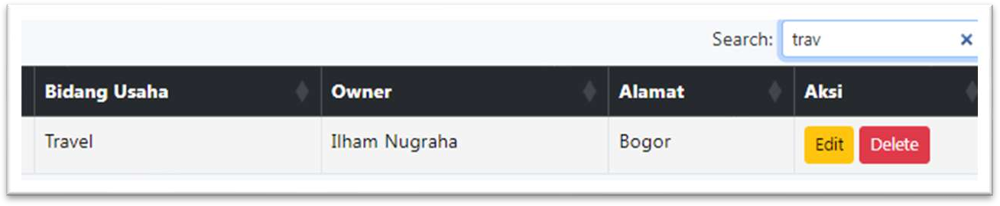 Search: trav ×
Bidang Usaha Owner Alamat Aksi
Travel Ilham Nugraha Bogor Edit Delete